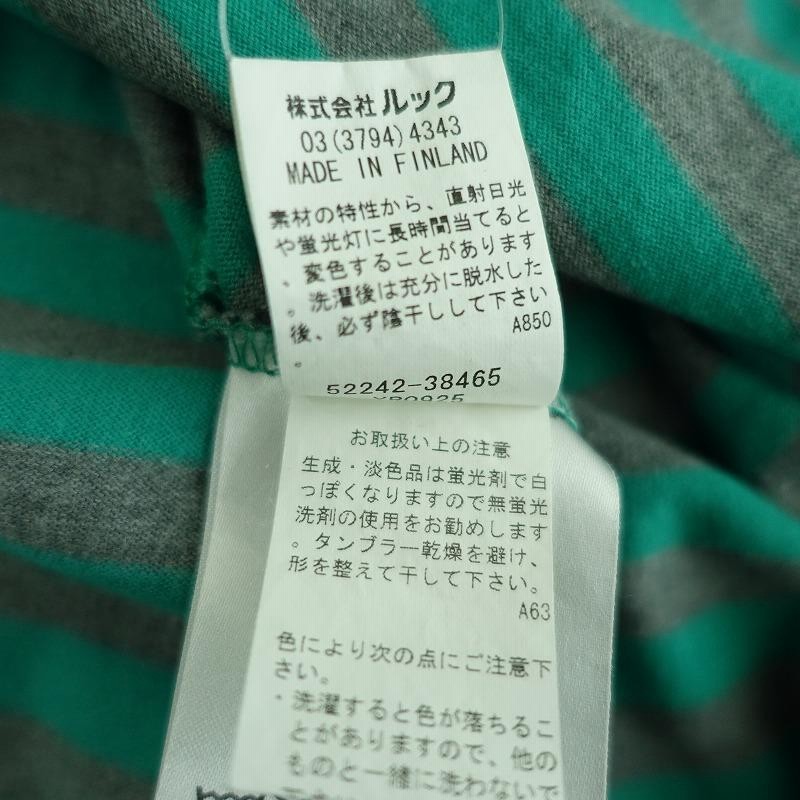 株式会社 ルック
03(3794)4343
MADE IN FINLAND
素材の特性から、直射日光
や蛍光灯に長時間当てると
、変色することがあります
。洗濯後は充分に脱水した
後、必ず陰干しして下さい
。
A850
52242-38465
お取扱い上の注意
生成・淡色品は蛍光剤で白
っぽくなりますので無蛍光
洗剤の使用をお勧めします
。タンブラー乾燥を避け、
形を整えて干して下さい。
A63
色により次の点にご注意下
さい。
・洗濯すると色が落ちるこ
とがありますので、他の
ものと一緒に洗わないで